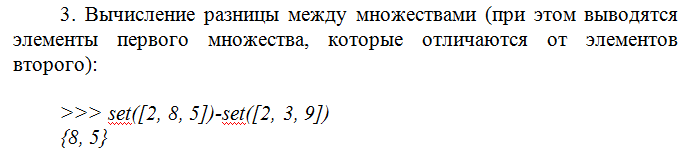 3. Вычисление разницы между множествами (при этом выводятся
элементы первого множества, которые отличаются от элементов
второго):
>>> set([2, 8, 5])-set([2, 3, 9])
{8, 5}